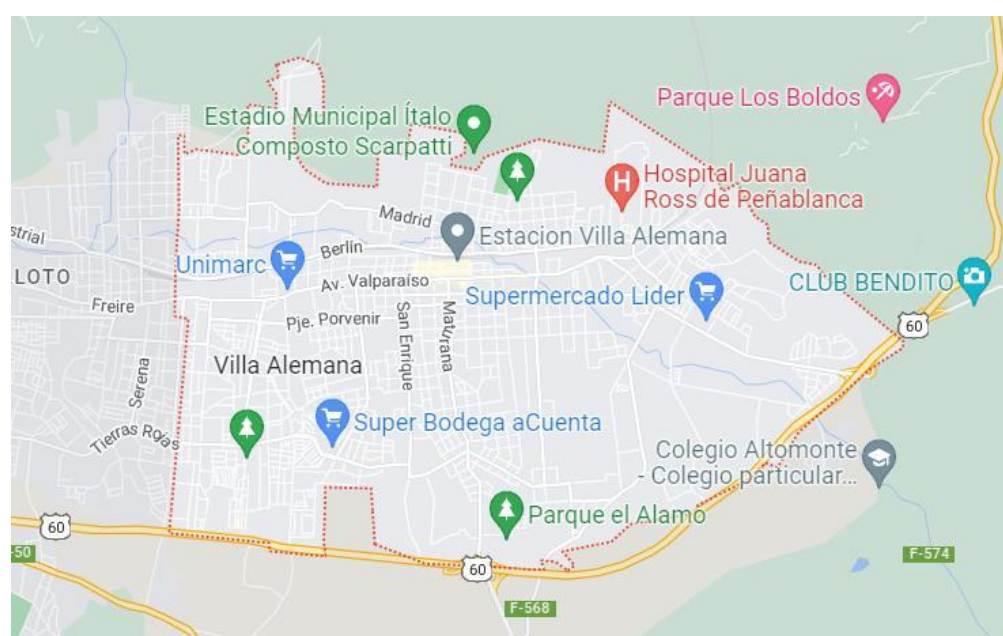 Parque Los Boldos
Estadio Municipal Ítalo
Composto Scarpatti
Hospital Juana
Ross de Peñablanca
Madrid
Estacion Villa Alemana
strial
Berlín
Unimarc
LOTO
Av. Valparaíso
CLUB BENDITO
Supermercado Lider
Freire
Pje. Porvenir
San Enrique
Maturana
60
Villa Alemana
Serena
Super Bodega aCuenta
Tierras Rojas
Colegio Altomonte
- Colegio particular...
Parque el Alamo
60
-50
F-574
60
F-568
H